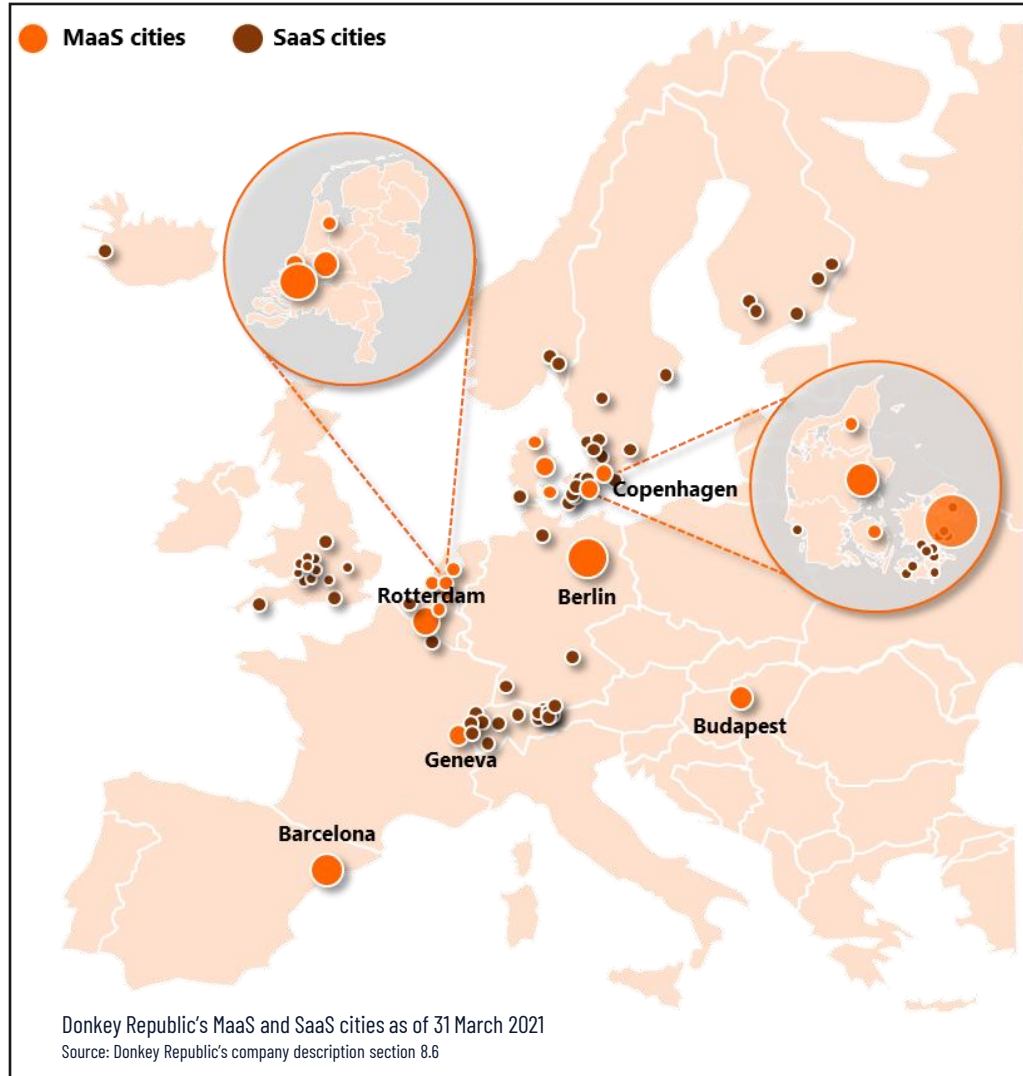 MaaS cities
SaaS cities
Copenhagen
Rotterdam
Berlin
Budapest
Geneva
Barcelona
Donkey Republic's MaaS and SaaS cities as of 31 March 2021
Source: Donkey Republic's company description section 8.6